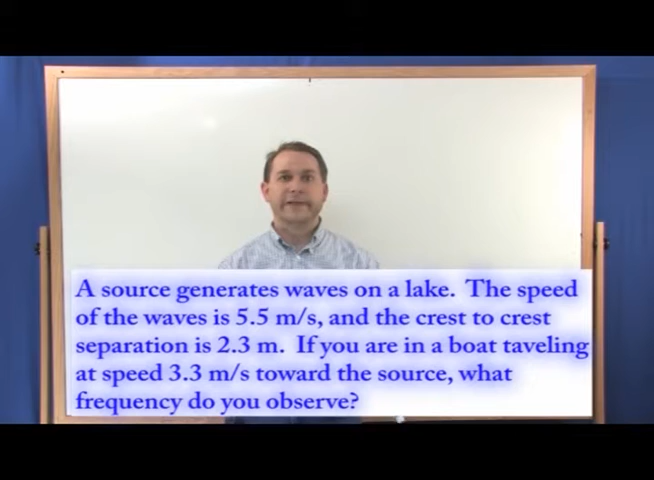 A source generates waves on a lake. The speed
of the waves is 5.5 m/s, and the crest to crest
separation is 2.3 m. If you are in a boat taveling
at speed 3.3 m/s toward the source, what
frequency do you observe?